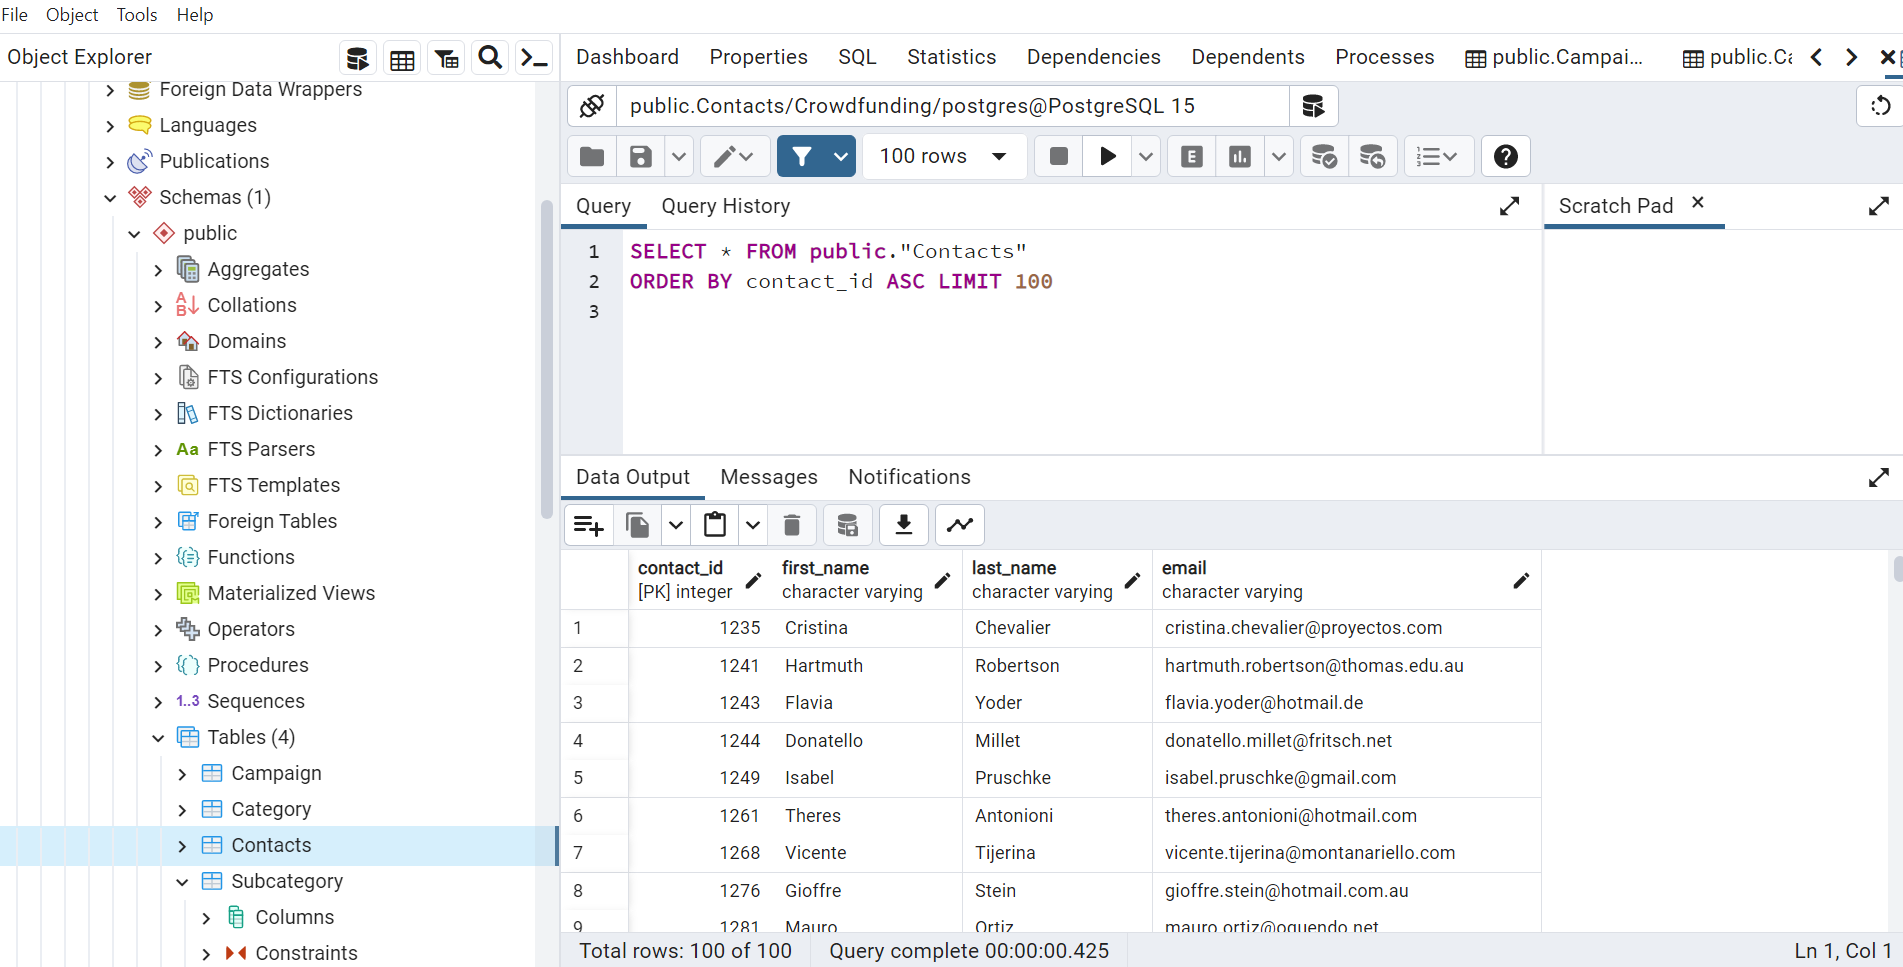 File Object Tools Help
Object Explorer
Foreign Data Wrappers
Languages
Publications
Schemas (1)
public
Aggregates
Collations
Domains
FTS Configurations
FTS Dictionaries
Aa FTS Parsers
FTS Templates
Foreign Tables
Functions
Materialized Views
Operators
Procedures
1..3 Sequences
Tables (4)
Campaign
Category
Contacts
Subcategory
Columns
Constraints
Dashboard Properties SQL Statistics Dependencies Dependents Processes public.Campai... public.Ca
public.Contacts/Crowdfunding/postgres@PostgreSQL 15
100 rows E
Query Query History
Scratch Pad
1 SELECT * FROM public."Contacts"
2 ORDER BY contact_id ASC LIMIT 100
3
Data Output Messages Notifications
contact_id first_name last_name email
[PK] integer character varying character varying character varying
1 1235 Cristina Chevalier cristina.chevalier@proyectos.com
2 1241 Hartmuth Robertson hartmuth.robertson@thomas.edu.au
3 1243 Flavia Yoder flavia.yoder@hotmail.de
4 1244 Donatello Millet donatello.millet@fritsch.net
5 1249 Isabel Pruschke isabel.pruschke@gmail.com
6 1261 Theres Antonioni theres.antonioni@hotmail.com
7 1268 Vicente Tijerina vicente.tijerina@montanariello.com
8 1276 Gioffre Stein gioffre.stein@hotmail.com.au
9 1281 Mauro Ortiz mauro.ortiz@oquendo.net
Total rows: 100 of 100 Query complete 00:00:00.425 Ln 1, Col 1